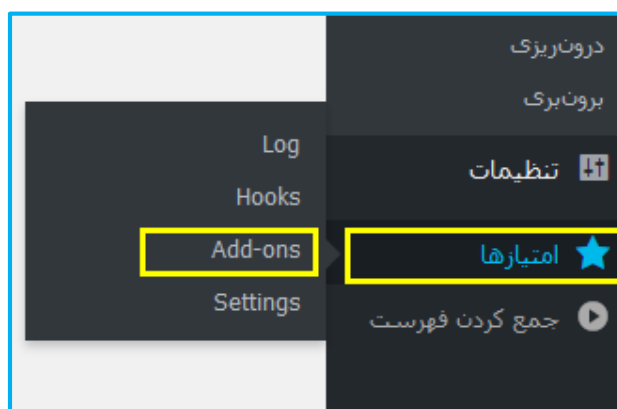 درون‌ریزی
برون‌بری
تنظیمات
امتیازها
جمع کردن فهرست
Log
Hooks
Add-ons
Settings